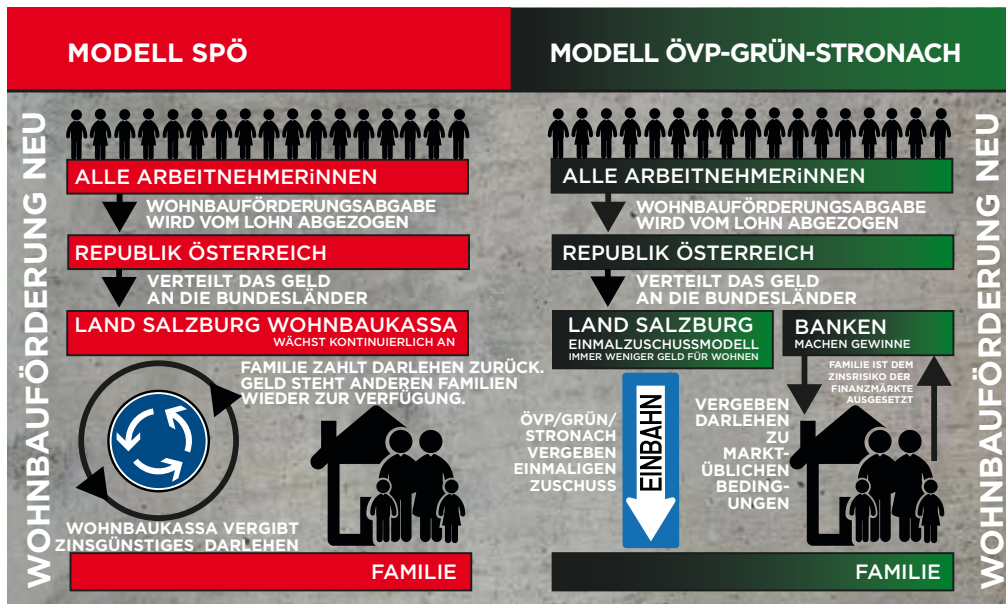 MODELL SPÖ
WOHNBAUFÖRDERUNG NEU
ALLE ARBEITNEHMERiNNEN
WOHNBAUFÖRDERUNGSABGABE
WIRD VOM LOHN ABGEZOGEN
REPUBLIK ÖSTERREICH
VERTEILT DAS GELD
AN DIE BUNDESLÄNDER
LAND SALZBURG WOHNBAUKASSA
WÄCHST KONTINUIERLICH AN
FAMILIE ZAHLT DARLEHEN ZURÜCK.
GELD STEHT ANDEREN FAMILIEN
WIEDER ZUR VERFÜGUNG.
WOHNBAUKASSA VERGIBT
ZINSGÜNSTIGES DARLEHEN
FAMILIE
MODELL ÖVP-GRÜN-STRONACH
ALLE ARBEITNEHMERiNNEN
WOHNBAUFÖRDERUNGSABGABE
WIRD VOM LOHN ABGEZOGEN
REPUBLIK ÖSTERREICH
VERTEILT DAS GELD
AN DIE BUNDESLÄNDER
LAND SALZBURG
EINMALZUSCHUSSMODELL
IMMER WENIGER GELD FÜR WOHNEN
BANKEN
MACHEN GEWINNE
FAMILIE IST DEM
ZINSRISIKO DER
FINANZMÄRKTE
AUSGESETZT
ÖVP/GRÜN/
STRONACH
VERGEBEN
EINMALIGEN
ZUSCHUSS
EINBAHN
VERGEBEN
DARLEHEN
ZU
MARKT-
ÜBLICHEN
BEDING-
UNGEN
FAMILIE
WOHNBAUFÖRDERUNG NEU